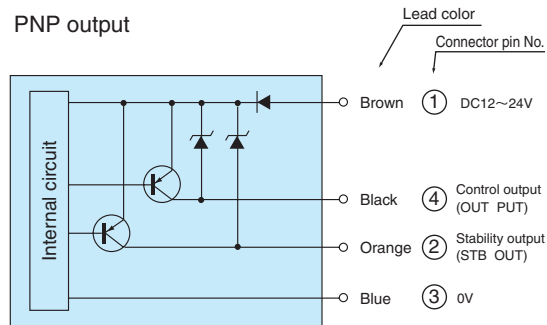 PNP output
Lead color
Connector pin No.
Internal circuit
Brown ① DC12～24V
Black ④ Control output
(OUT PUT)
Orange ② Stability output
(STB OUT)
Blue ③ 0V